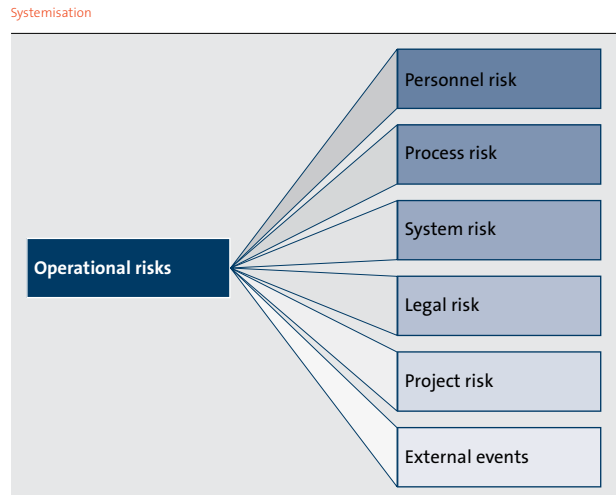 Systemisation
Personnel risk
Process risk
System risk
Operational risks
Legal risk
Project risk
External events